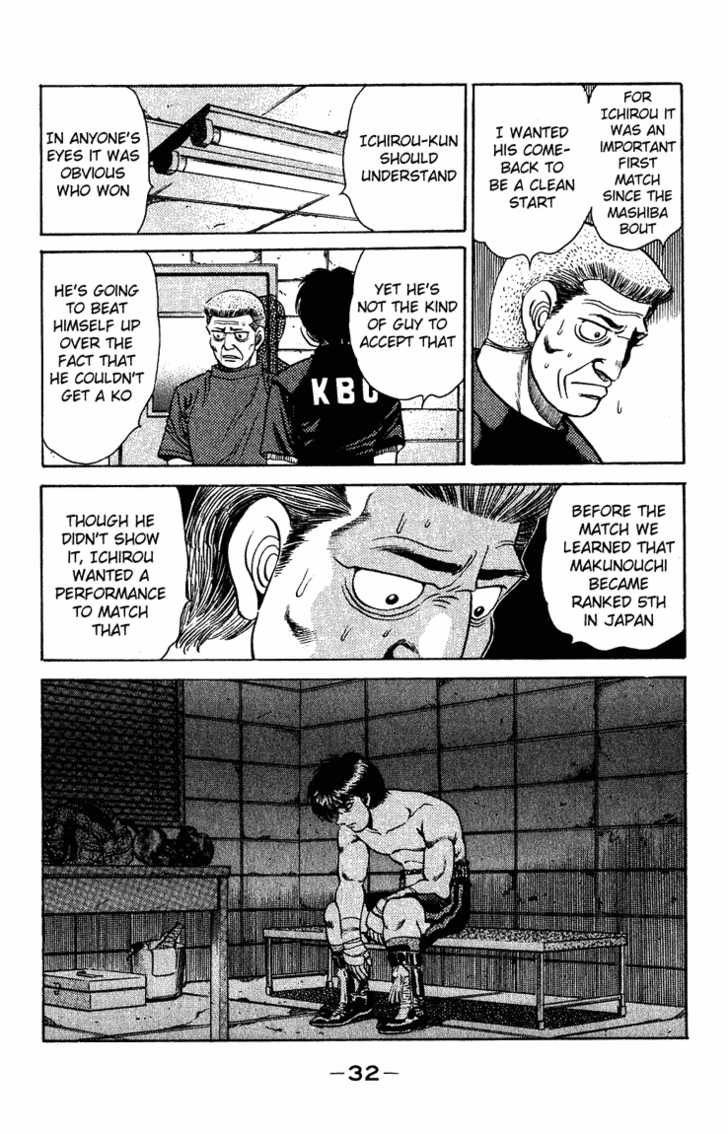 FOR
ICHIROU IT
WAS AN
IMPORTANT
FIRST
MATCH
SINCE THE
MASHIBA
BOUT
I WANTED
HIS COME-
BACK TO
BE A CLEAN
START
ICHIROU-KUN
SHOULD
UNDERSTAND
IN ANYONE'S
EYES IT WAS
OBVIOUS
WHO WON
YET HE'S
NOT THE KIND
OF GUY TO
ACCEPT THAT
KBC
HE'S GOING
TO BEAT
HIMSELF UP
OVER THE
FACT THAT
HE COULDN'T
GET A KO
BEFORE THE
MATCH WE
LEARNED THAT
MAKUNOUCHI
BECAME
RANKED 5TH
IN JAPAN
THOUGH HE
DIDN'T SHOW
IT, ICHIROU
WANTED A
PERFORMANCE
TO MATCH
THAT
-32-